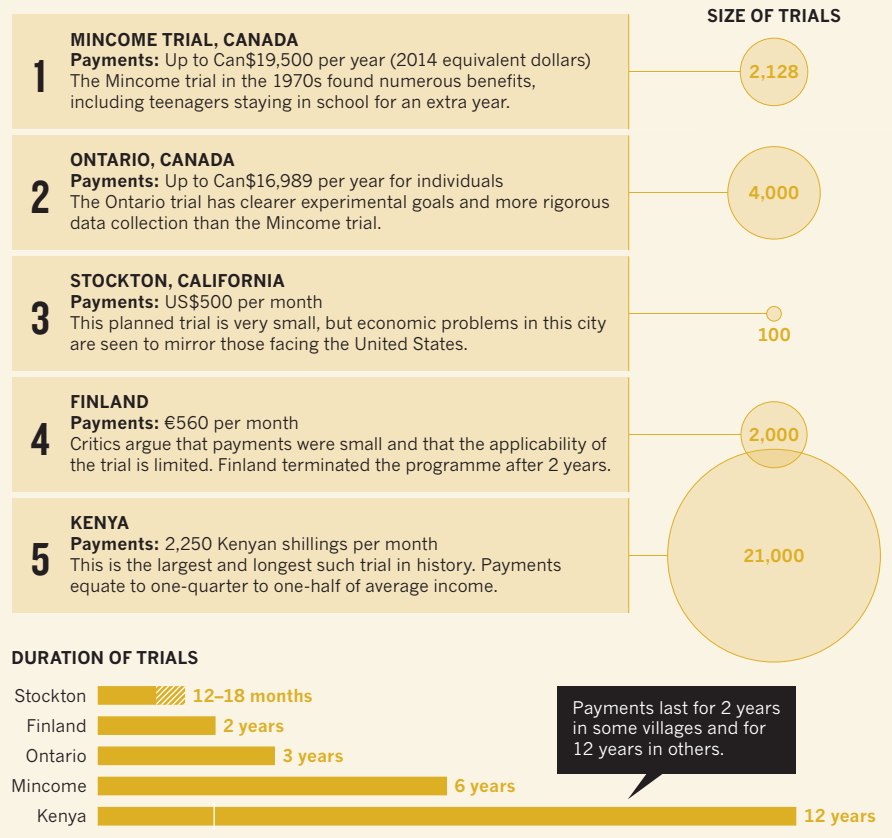 SIZE OF TRIALS
1
MINCOME TRIAL, CANADA
Payments: Up to Can$19,500 per year (2014 equivalent dollars)
The Mincome trial in the 1970s found numerous benefits,
including teenagers staying in school for an extra year.
2,128
2
ONTARIO, CANADA
Payments: Up to Can$16,989 per year for individuals
The Ontario trial has clearer experimental goals and more rigorous
data collection than the Mincome trial.
4,000
3
STOCKTON, CALIFORNIA
Payments: US$500 per month
This planned trial is very small, but economic problems in this city
are seen to mirror those facing the United States.
100
4
FINLAND
Payments: €560 per month
Critics argue that payments were small and that the applicability of
the trial is limited. Finland terminated the programme after 2 years.
2,000
5
KENYA
Payments: 2,250 Kenyan shillings per month
This is the largest and longest such trial in history. Payments
equate to one-quarter to one-half of average income.
21,000
DURATION OF TRIALS
Stockton 12–18 months
Finland 2 years
Ontario 3 years
Mincome 6 years
Kenya 12 years
Payments last for 2 years
in some villages and for
12 years in others.